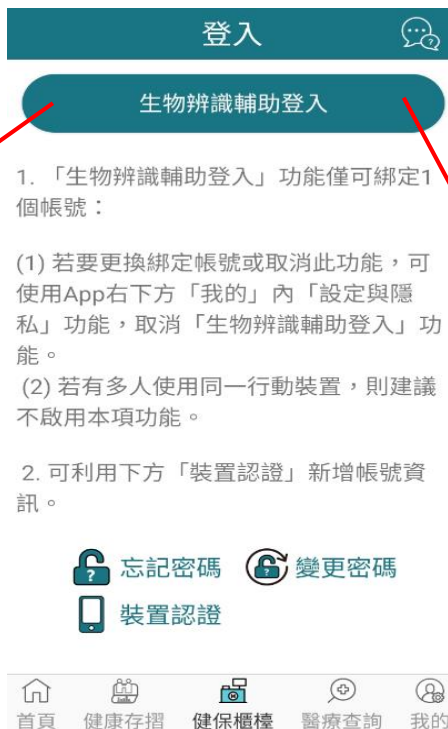 登入
生物辨識輔助登入
1. 「生物辨識輔助登入」功能僅可綁定1
個帳號：
(1) 若要更換綁定帳號或取消此功能，可
使用App右下方「我的」內「設定與隱
私」功能，取消「生物辨識輔助登入」功
能。
(2) 若有多人使用同一行動裝置，則建議
不啟用本項功能。
2. 可利用下方「裝置認證」新增帳號資
訊。
忘記密碼 變更密碼
裝置認證
首頁 健康存摺 健保櫃檯 醫療查詢 我的